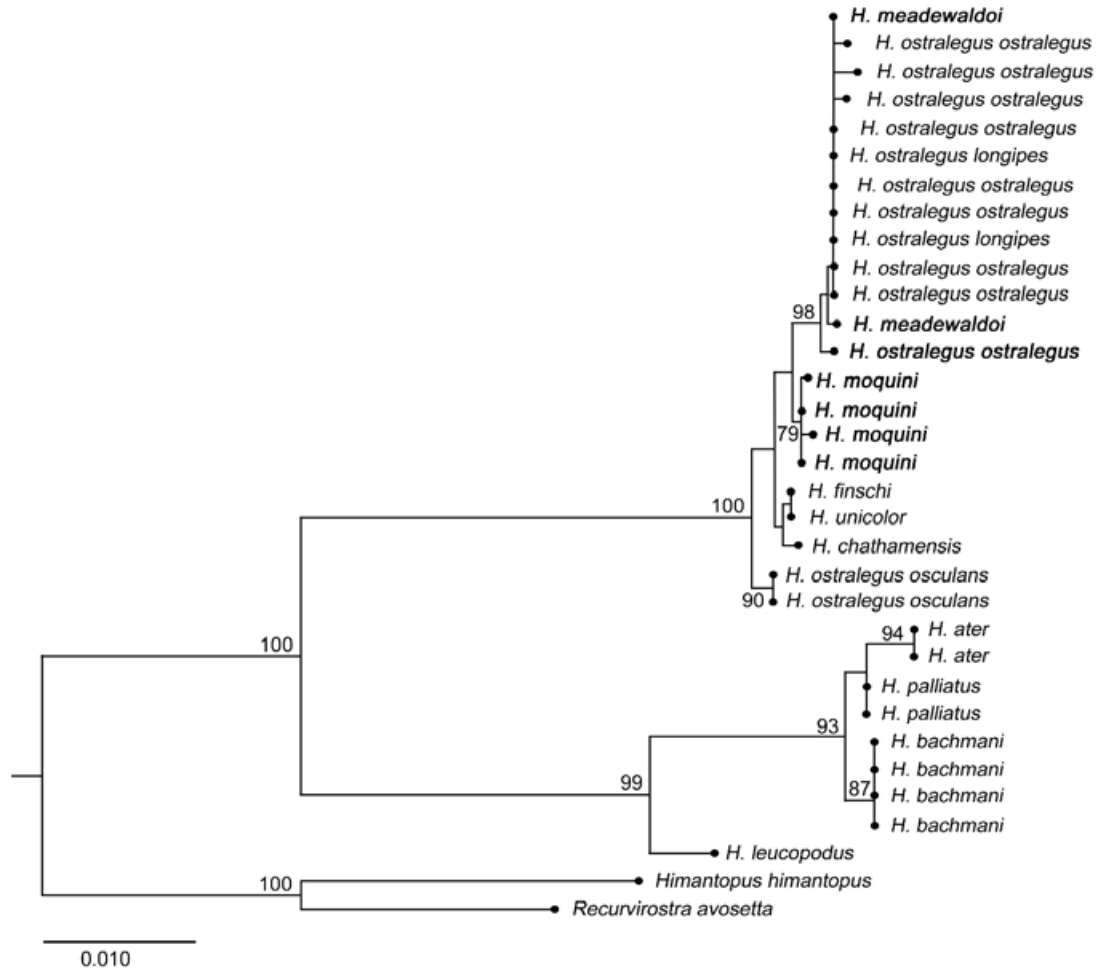 H. meadewaldoi
H. ostralegus ostralegus
H. ostralegus ostralegus
H. ostralegus ostralegus
H. ostralegus ostralegus
H. ostralegus longipes
H. ostralegus ostralegus
H. ostralegus ostralegus
H. ostralegus longipes
H. ostralegus ostralegus
H. ostralegus ostralegus
98
H. meadewaldoi
H. ostralegus ostralegus
H. moquini
H. moquini
79
H. moquini
H. moquini
H. finschi
100
H. unicolor
H. chathamensis
H. ostralegus osculans
90
H. ostralegus osculans
H. ater
94
100
H. ater
H. palliatus
H. palliatus
93
H. bachmani
H. bachmani
99
87
H. bachmani
H. bachmani
H. leucopodus
100
Himantopus himantopus
Recurvirostra avosetta
0.010